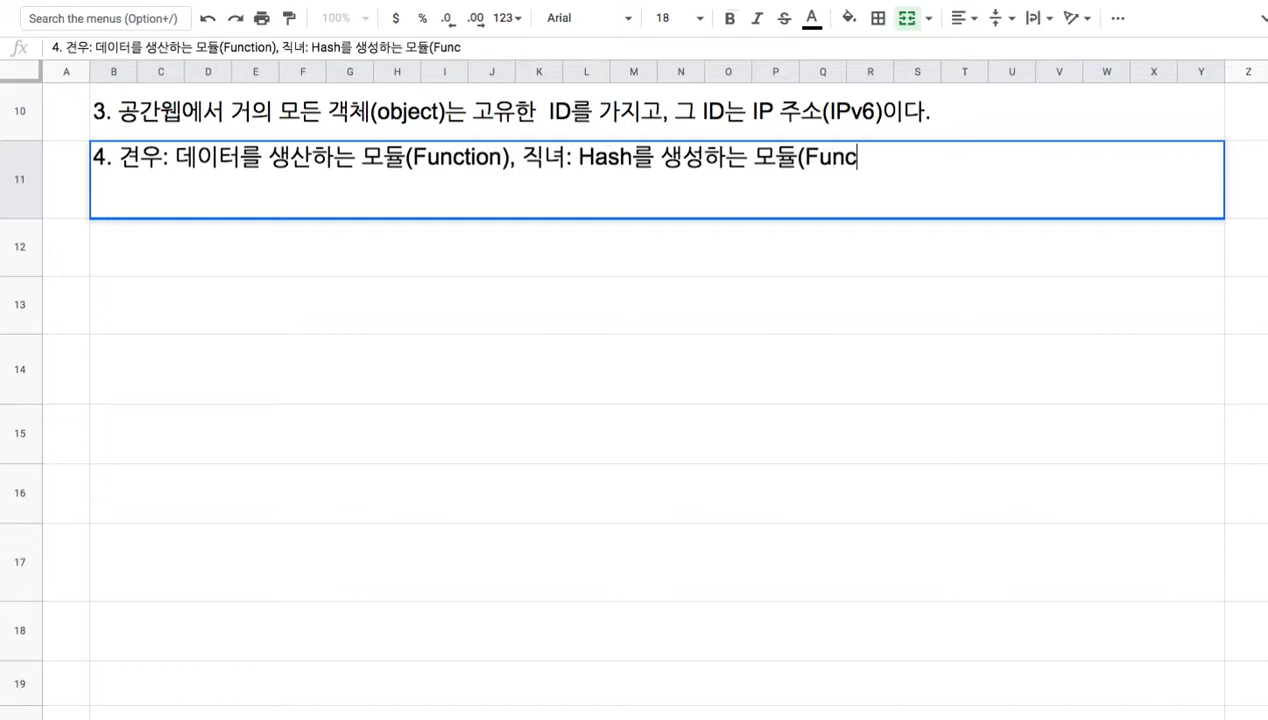 Search the menus (Option+/)
100%
$ % .0 .00 123
Arial
18
B I S A
fx
4. 견우: 데이터를 생산하는 모듈(Function), 직녀: Hash를 생성하는 모듈(Func
A B C D E F G H I J K L M N O P Q R S T U V W X Y Z
10
3. 공간웹에서 거의 모든 객체(object)는 고유한  ID를 가지고, 그 ID는 IP 주소(IPv6)이다.
11
4. 견우: 데이터를 생산하는 모듈(Function), 직녀: Hash를 생성하는 모듈(Func
12
13
14
15
16
17
18
19